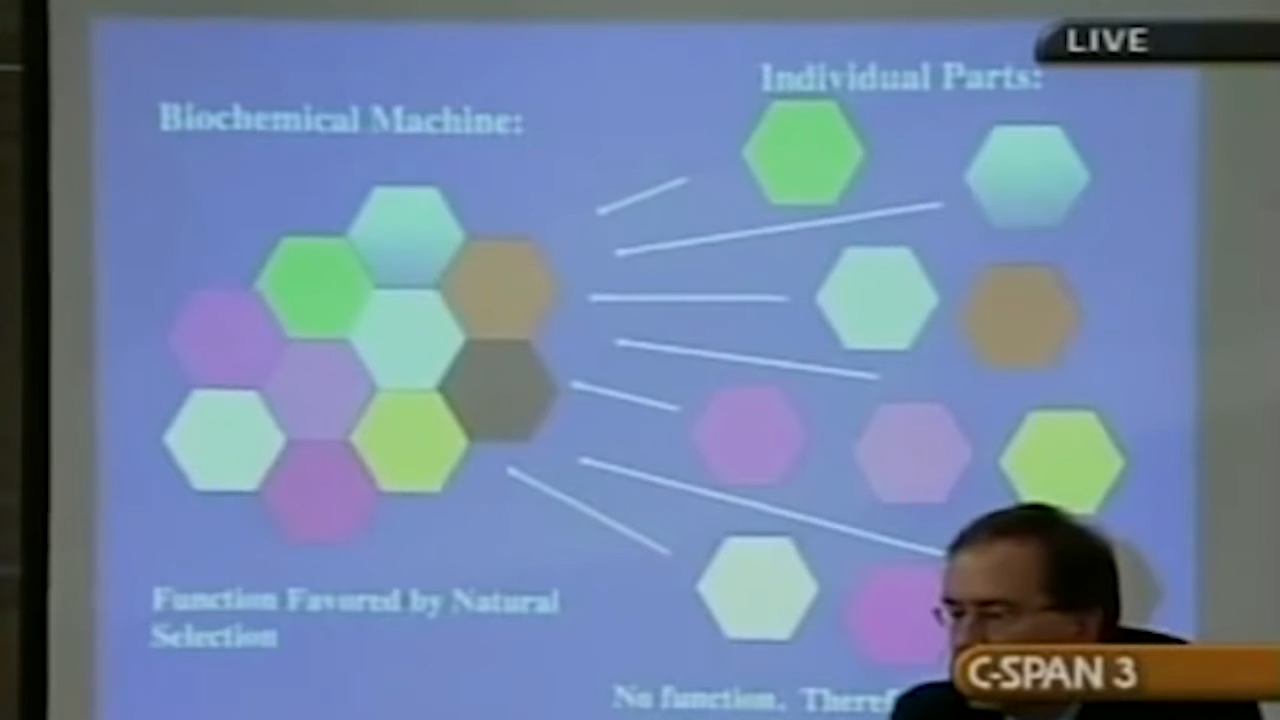 LIVE
Individual Parts:
Biochemical Machine:
Function Favored by Natural
Selection
No function. Theref
C-SPAN 3